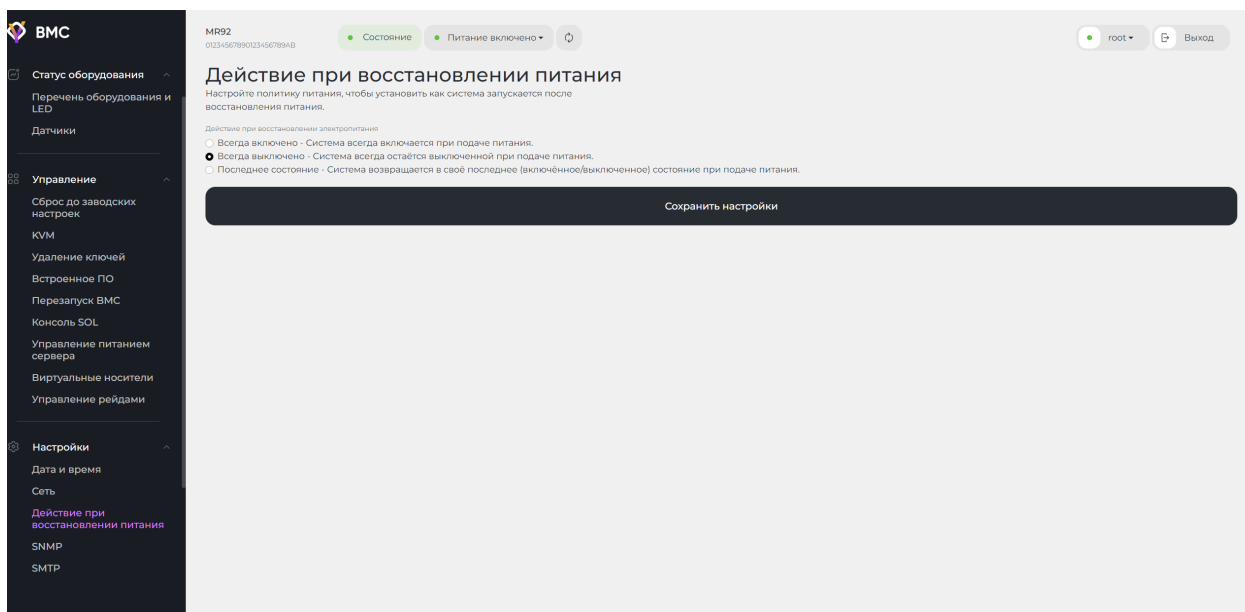 BMC
MR92
01234567890123456789AB
Состояние
Питание включено
root
Выход
Статус оборудования
Перечень оборудования и
LED
Датчики
Управление
Сброс до заводских
настроек
KVM
Удаление ключей
Встроенное ПО
Перезапуск BMC
Консоль SOL
Управление питанием
сервера
Виртуальные носители
Управление рейдами
Настройки
Дата и время
Сеть
Действие при
восстановлении питания
SNMP
SMTP
Действие при восстановлении питания
Настройте политику питания, чтобы установить как система запускается после
восстановления питания.
Действие при восстановлении электропитания
Всегда включено - Система всегда включается при подаче питания.
Всегда выключено - Система всегда остаётся выключенной при подаче питания.
Последнее состояние - Система возвращается в своё последнее (включённое/выключенное) состояние при подаче питания.
Сохранить настройки